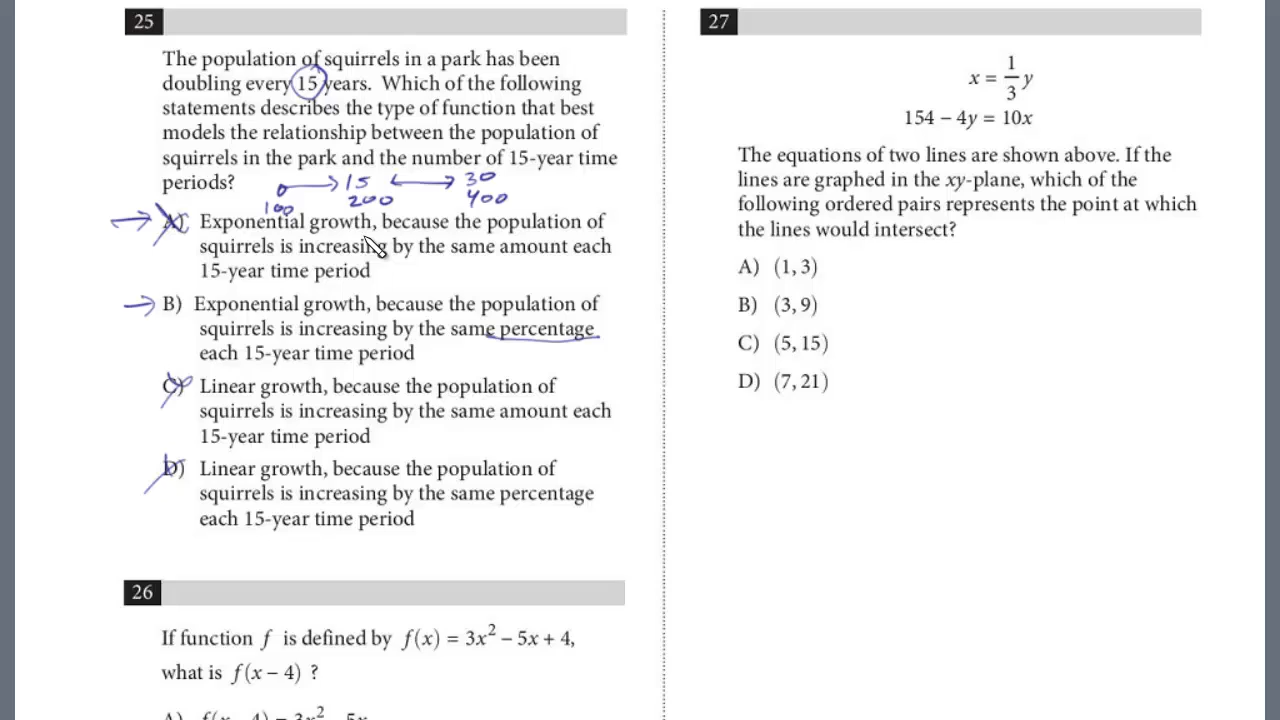 25
The population of squirrels in a park has been
doubling every 15 years. Which of the following
statements describes the type of function that best
models the relationship between the population of
squirrels in the park and the number of 15-year time
periods?
0 15 30
100 200 400
A) Exponential growth, because the population of
squirrels is increasing by the same amount each
15-year time period
B) Exponential growth, because the population of
squirrels is increasing by the same percentage
each 15-year time period
C) Linear growth, because the population of
squirrels is increasing by the same amount each
15-year time period
D) Linear growth, because the population of
squirrels is increasing by the same percentage
each 15-year time period
26
If function f is defined by f(x) = 3x² − 5x + 4,
what is f(x − 4) ?
A) f(x − 4) = 3x² − 5x
27
x = 1/3 y
154 − 4y = 10x
The equations of two lines are shown above. If the
lines are graphed in the xy-plane, which of the
following ordered pairs represents the point at which
the lines would intersect?
A) (1, 3)
B) (3, 9)
C) (5, 15)
D) (7, 21)